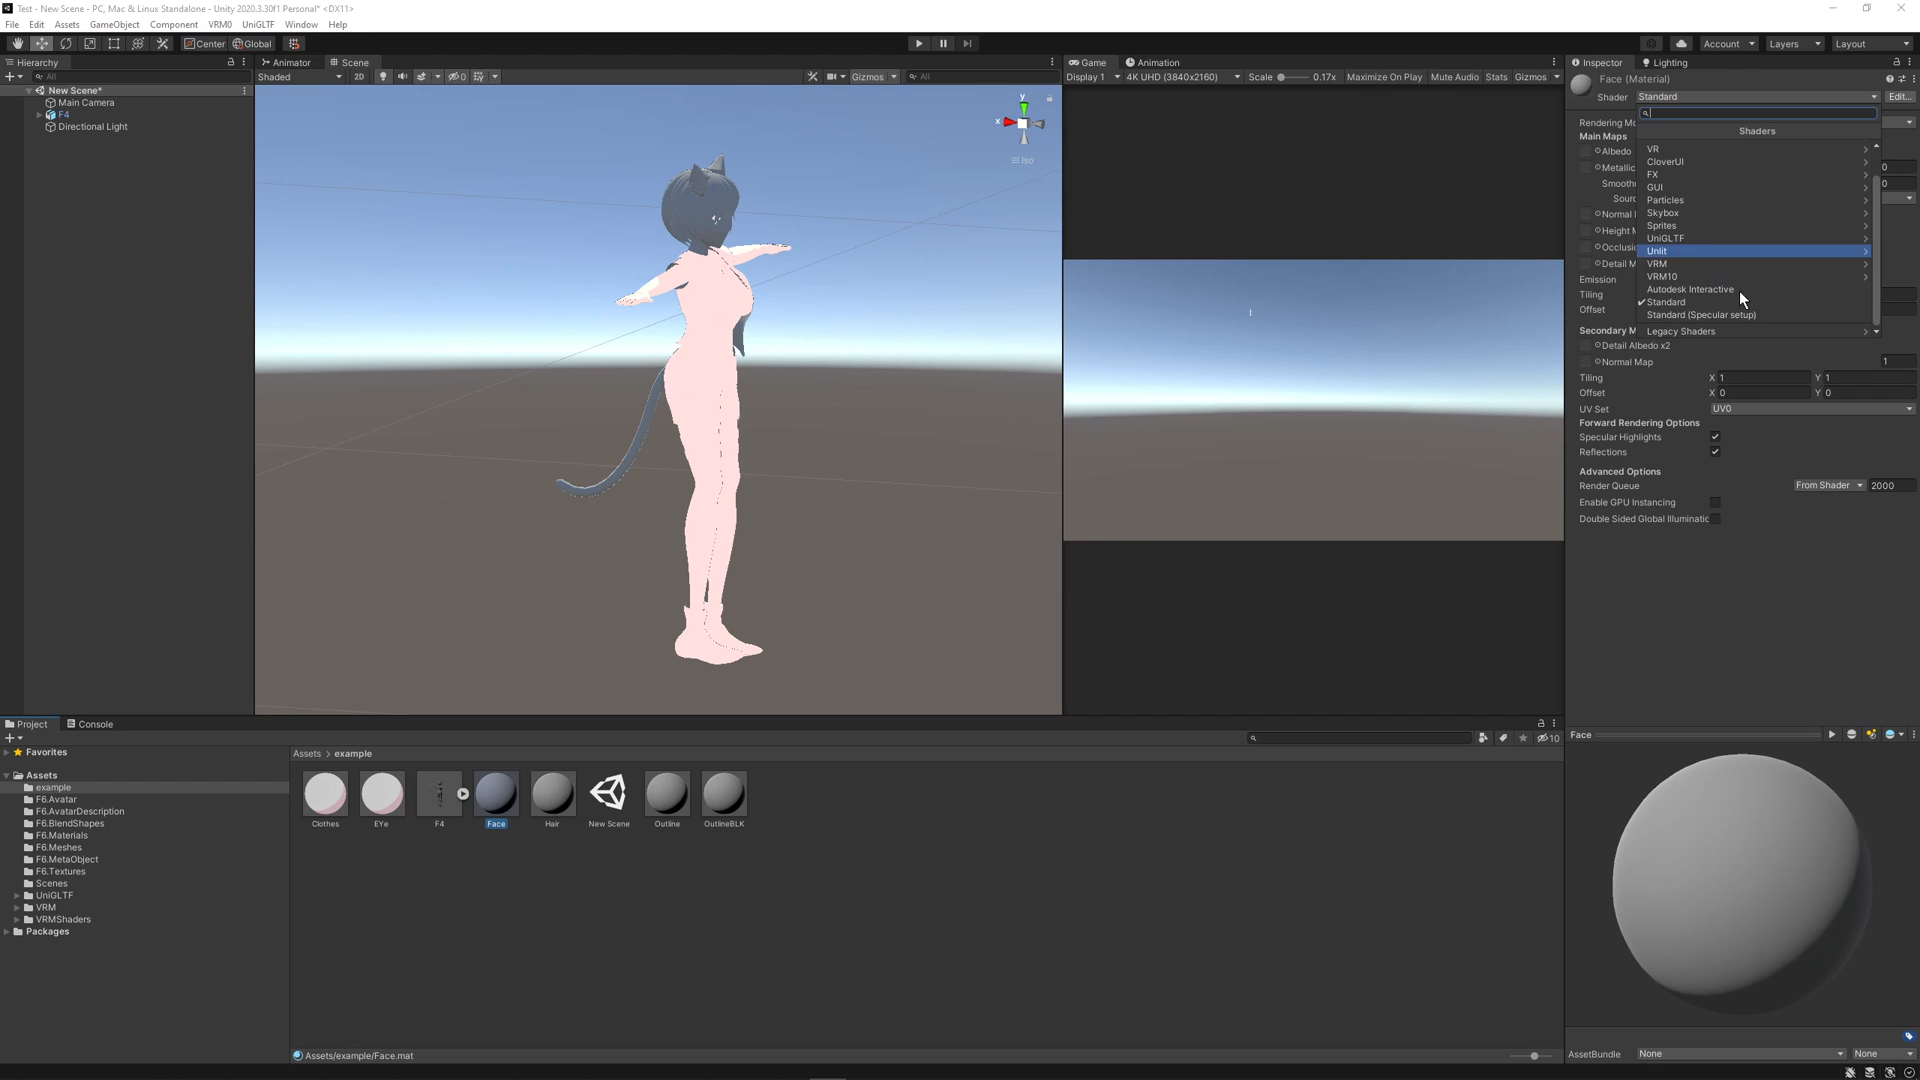 Test - New Scene - PC, Mac & Linux Standalone - Unity 2020.3.30f1 Personal* <DX11>
File Edit Assets GameObject Component VRM0 UniGLTF Window Help
Center Global Account Layers Layout
Hierarchy
All
New Scene*
Main Camera
F4
Directional Light
Animator Scene
Shaded 2D 0 Gizmos All
y
x
Iso
Game Animation
Display 1 4K UHD (3840x2160) Scale 0.17x Maximize On Play Mute Audio Stats Gizmos
Inspector Lighting
Face (Material)
Shader Standard Edit...
Shaders
VR
CloverUI
FX
GUI
Particles
Skybox
Sprites
UniGLTF
Unlit
VRM
VRM10
Autodesk Interactive
Standard
Standard (Specular setup)
Legacy Shaders
Rendering Mo
Main Maps
Albedo
Metallic 0
Smooth 0
Sourc
Normal
Height M
Occlusi
Detail M
Emission
Tiling
Offset
Secondary M
Detail Albedo x2
Normal Map 1
Tiling X 1 Y 1
Offset X 0 Y 0
UV Set UV0
Forward Rendering Options
Specular Highlights
Reflections
Advanced Options
Render Queue From Shader 2000
Enable GPU Instancing
Double Sided Global Illuminatic
Face
AssetBundle None None
Project Console
10
Favorites
Assets
example
F6.Avatar
F6.AvatarDescription
F6.BlendShapes
F6.Materials
F6.Meshes
F6.MetaObject
F6.Textures
Scenes
UniGLTF
VRM
VRMShaders
Packages
Assets > example
Clothes EYe F4 Face Hair New Scene Outline OutlineBLK
Assets/example/Face.mat